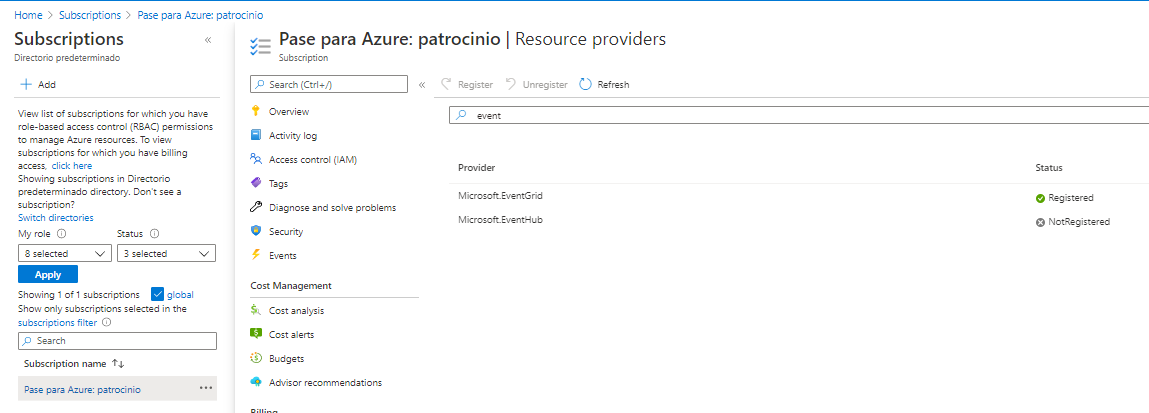 Home > Subscriptions > Pase para Azure: patrocinio
Subscriptions «
Directorio predeterminado
+ Add
View list of subscriptions for which you have
role-based access control (RBAC) permissions
to manage Azure resources. To view
subscriptions for which you have billing
access, click here
Showing subscriptions in Directorio
predeterminado directory. Don't see a
subscription?
Switch directories
My role Status
8 selected 3 selected
Apply
Showing 1 of 1 subscriptions global
Show only subscriptions selected in the
subscriptions filter
Search
Subscription name ↑↓
Pase para Azure: patrocinio ...
Pase para Azure: patrocinio | Resource providers
Subscription
Search (Ctrl+/) «
Overview
Activity log
Access control (IAM)
Tags
Diagnose and solve problems
Security
Events
Cost Management
Cost analysis
Cost alerts
Budgets
Advisor recommendations
Billing
Register Unregister Refresh
event
Provider Status
Microsoft.EventGrid Registered
Microsoft.EventHub NotRegistered